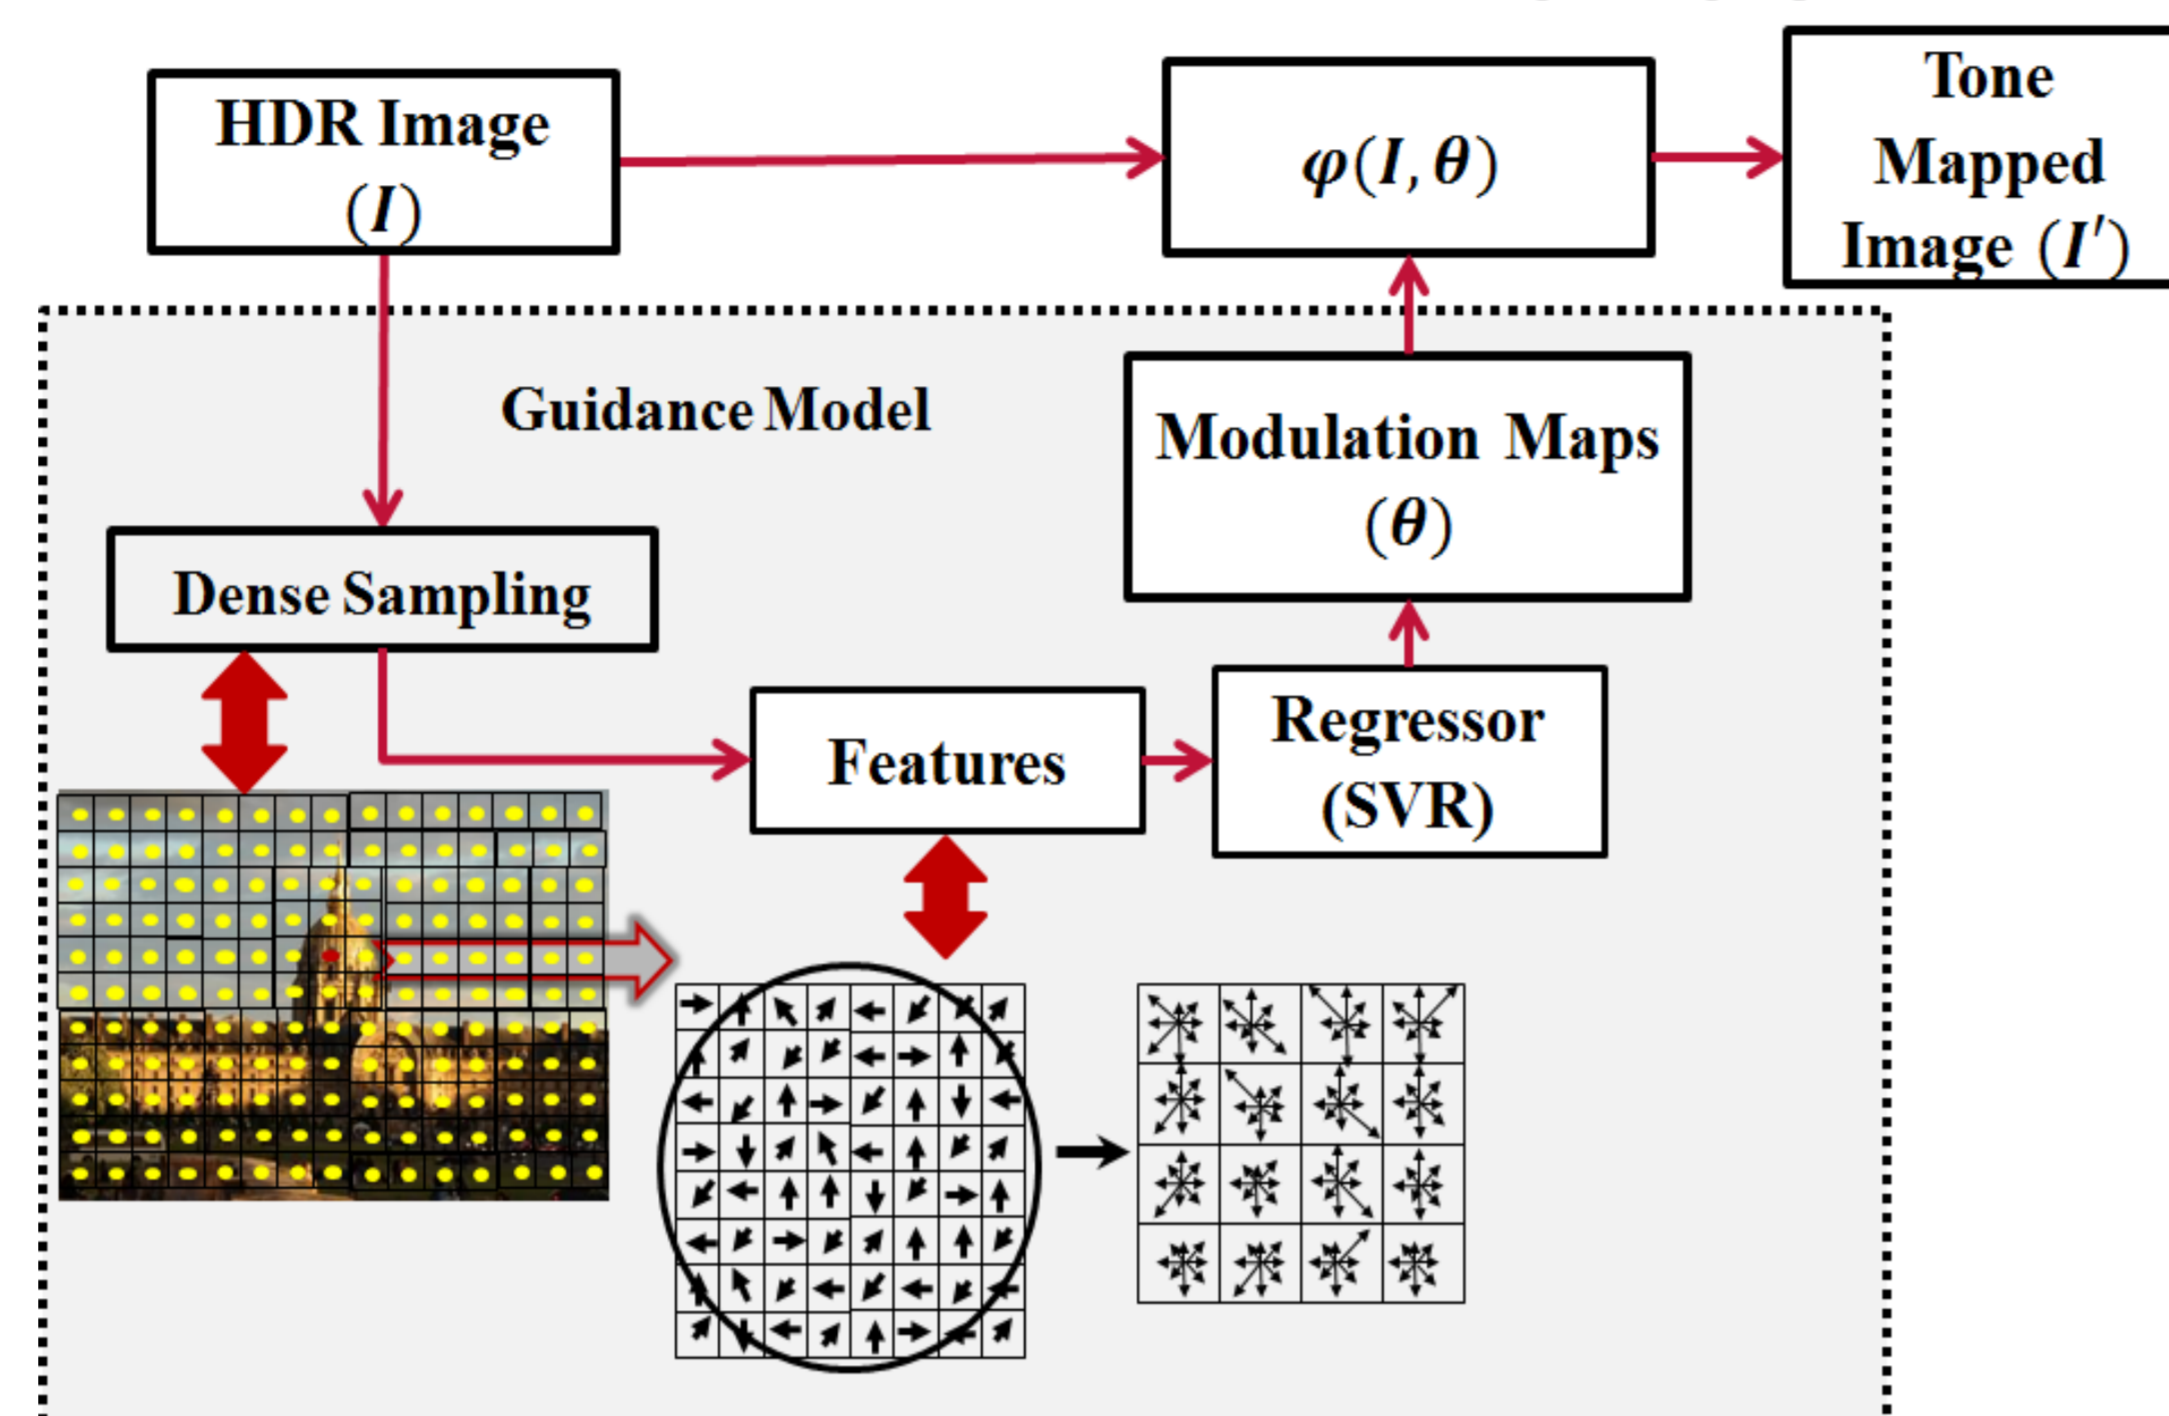 HDR Image
(I)
φ(I, θ)
Tone
Mapped
Image (I′)
Guidance Model
Modulation Maps
(θ)
Dense Sampling
Features
Regressor
(SVR)